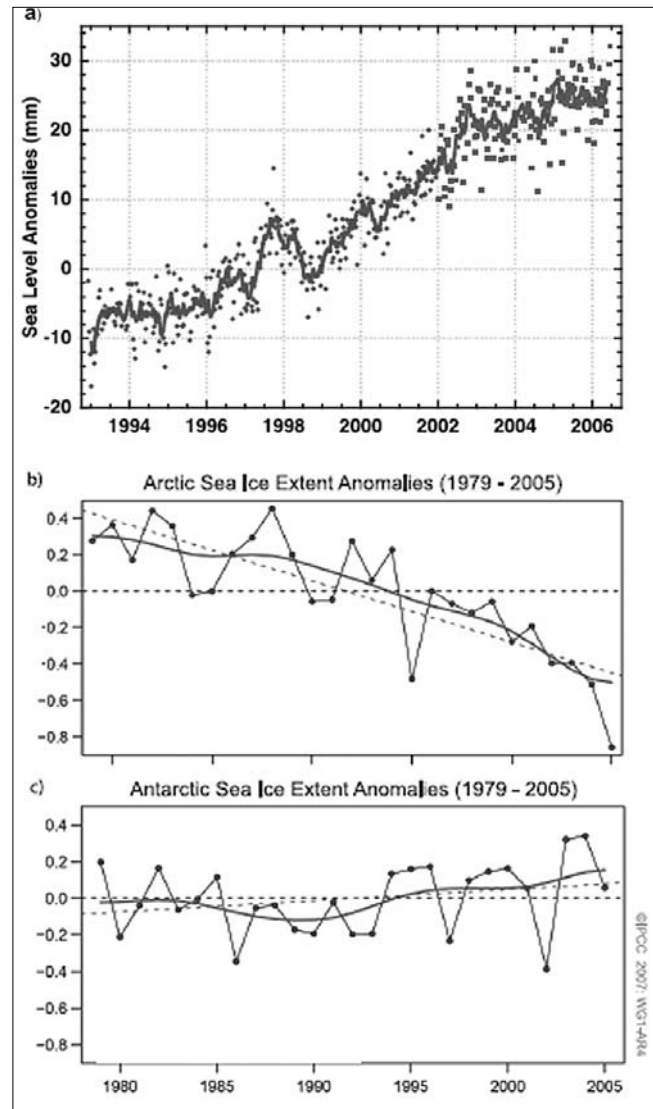 a)
Sea Level Anomalies (mm)
30
20
10
0
-10
-20
1994 1996 1998 2000 2002 2004 2006
b) Arctic Sea Ice Extent Anomalies (1979 - 2005)
0.4
0.2
0.0
-0.2
-0.4
-0.6
-0.8
c) Antarctic Sea Ice Extent Anomalies (1979 - 2005)
0.4
0.2
0.0
-0.2
-0.4
-0.6
-0.8
1980 1985 1990 1995 2000 2005
©IPCC 2007: WG1-AR4